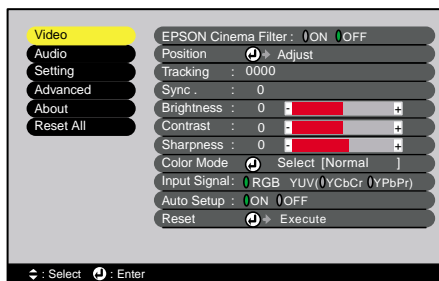 Video
Audio
Setting
Advanced
About
Reset All
EPSON Cinema Filter : ON OFF
Position Adjust
Tracking : 0000
Sync . : 0
Brightness : 0 - +
Contrast : 0 - +
Sharpness : 0 - +
Color Mode Select [Normal ]
Input Signal : RGB YUV( YCbCr YPbPr)
Auto Setup : ON OFF
Reset Execute
: Select : Enter